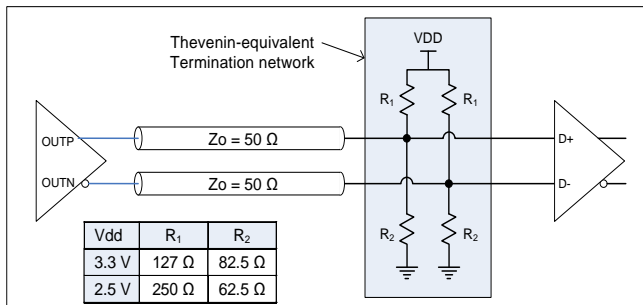 Thevenin-equivalent
Termination network
VDD
R₁ R₁
OUTP
Zo = 50 Ω
D+
OUTN
Zo = 50 Ω
D-
R₂ R₂
Vdd R₁ R₂
3.3 V 127 Ω 82.5 Ω
2.5 V 250 Ω 62.5 Ω